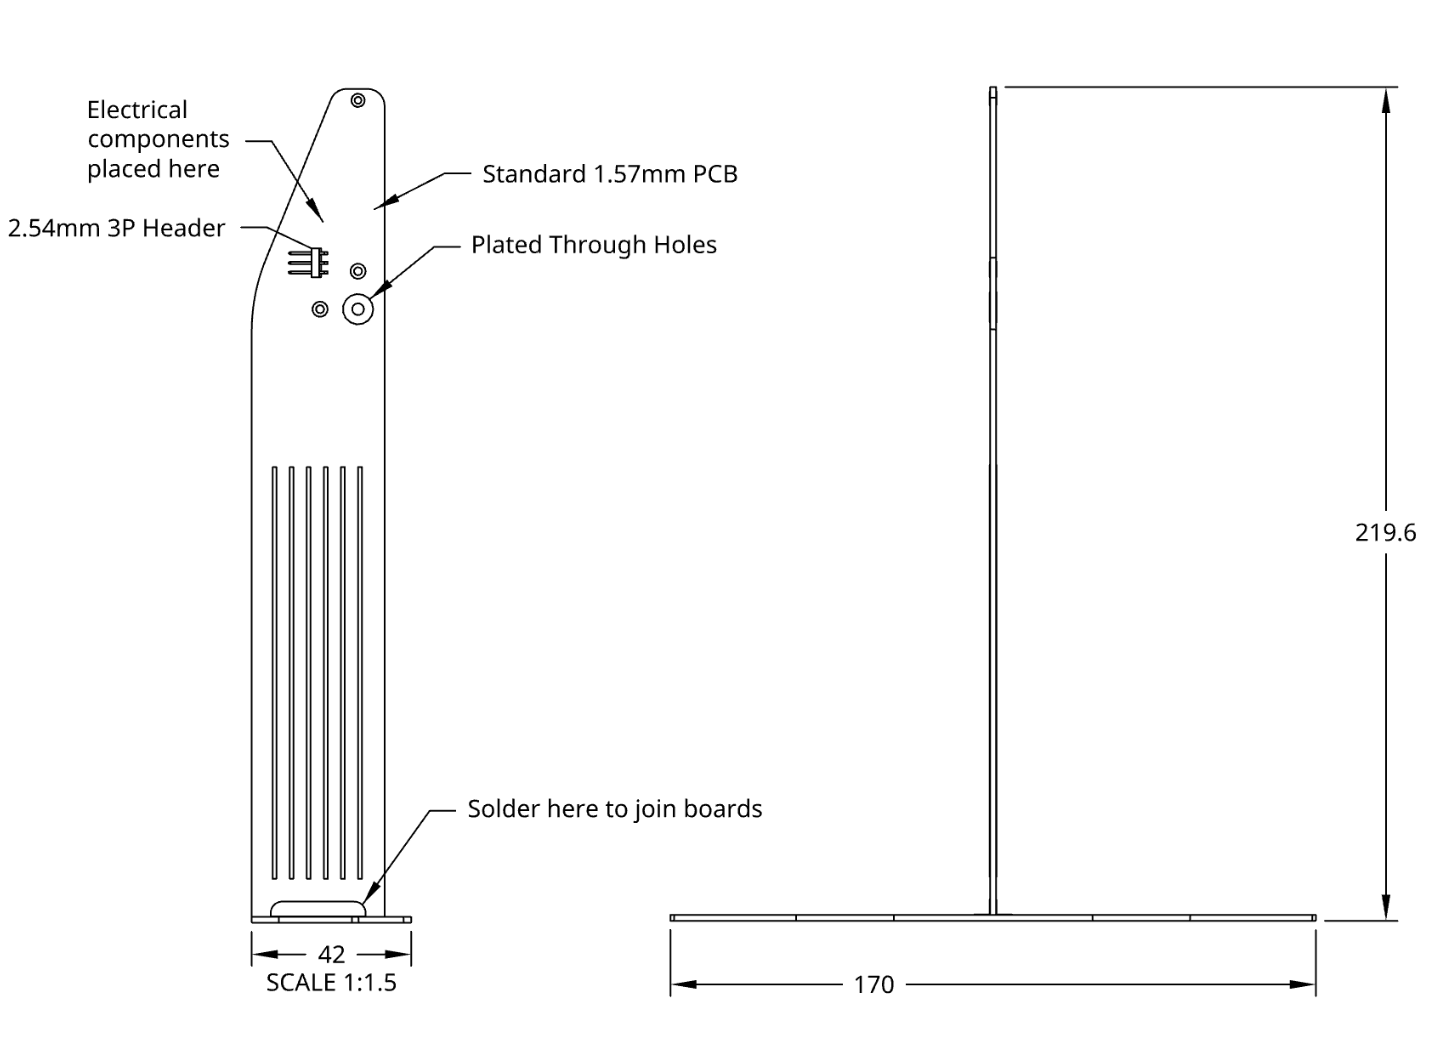 Electrical
components
placed here
Standard 1.57mm PCB
2.54mm 3P Header
Plated Through Holes
219.6
Solder here to join boards
42
SCALE 1:1.5
170